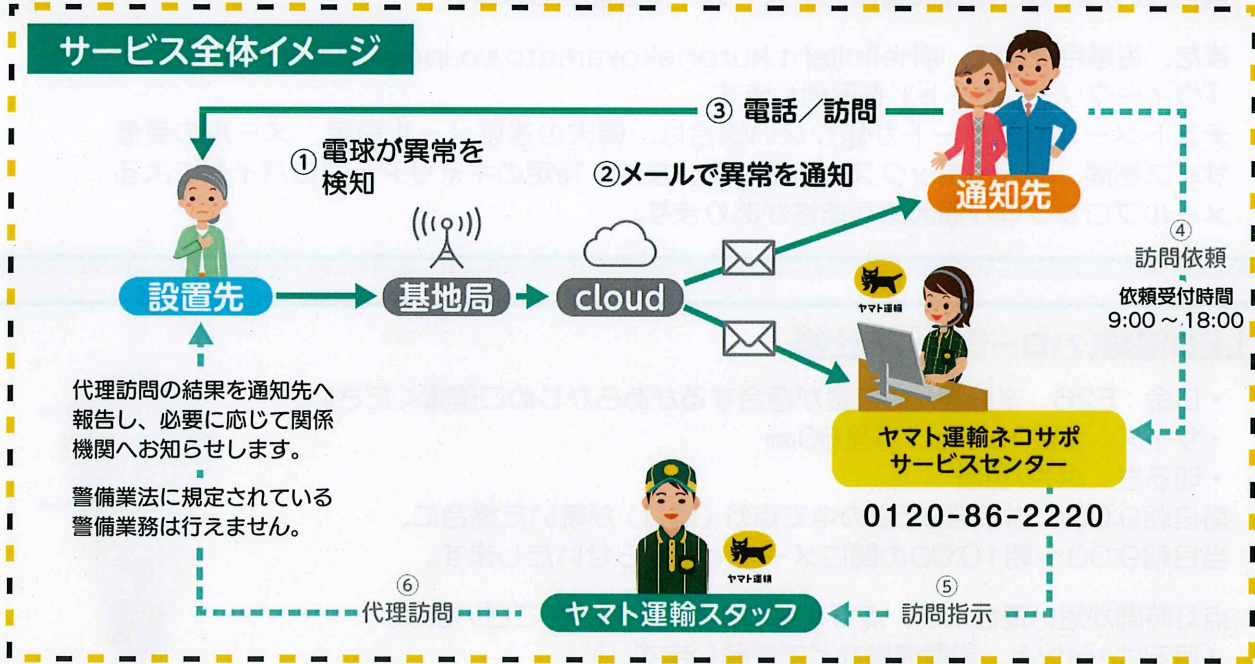 サービス全体イメージ
③ 電話／訪問
① 電球が異常を
検知
②メールで異常を通知
通知先
④
訪問依頼
依頼受付時間
9:00～18:00
設置先
基地局
cloud
ヤマト運輸
代理訪問の結果を通知先へ
報告し、必要に応じて関係
機関へお知らせします。
警備業法に規定されている
警備業務は行えません。
ヤマト運輸ネコサポ
サービスセンター
0120-86-2220
ヤマト運輸
⑥
代理訪問
ヤマト運輸スタッフ
⑤
訪問指示